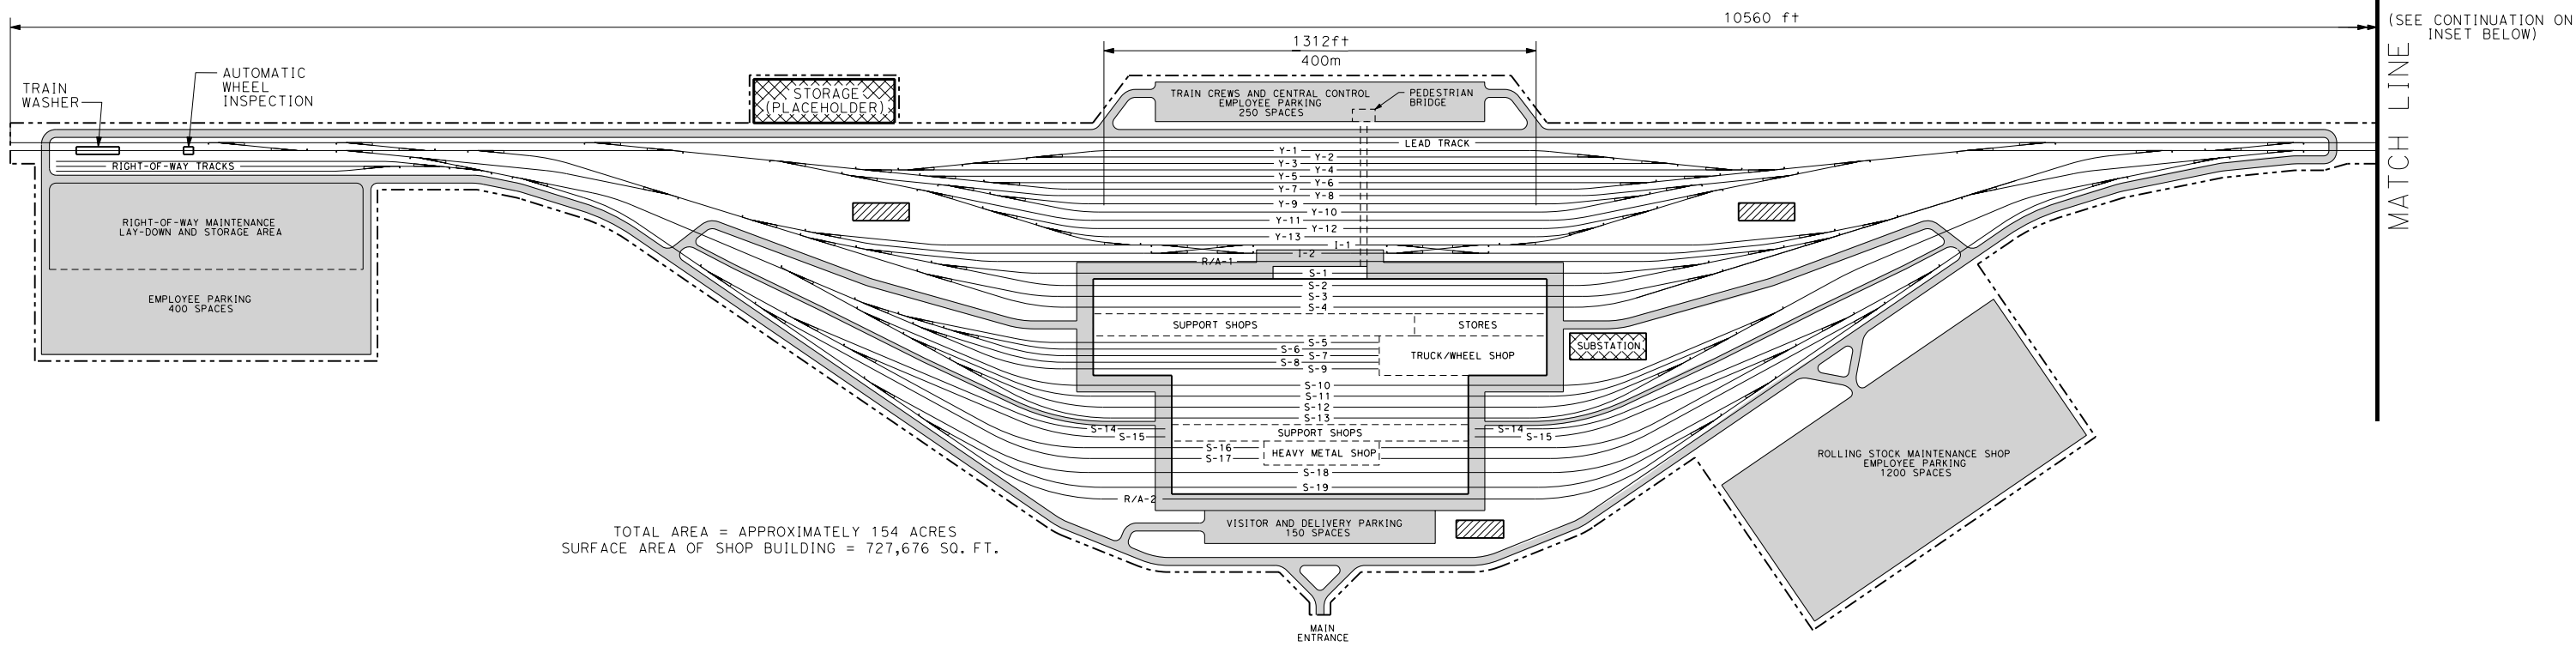 10560 ft
(SEE CONTINUATION ON
INSET BELOW)
MATCH LINE
1312ft
400m
TRAIN
WASHER
AUTOMATIC
WHEEL
INSPECTION
STORAGE
(PLACEHOLDER)
TRAIN CREWS AND CENTRAL CONTROL
EMPLOYEE PARKING
250 SPACES
PEDESTRIAN
BRIDGE
LEAD TRACK
RIGHT-OF-WAY TRACKS
Y-1
Y-2
Y-3
Y-4
Y-5
Y-6
Y-7
Y-8
Y-9
Y-10
Y-11
Y-12
Y-13
I-1
I-2
R/A-1
RIGHT-OF-WAY MAINTENANCE
LAY-DOWN AND STORAGE AREA
EMPLOYEE PARKING
400 SPACES
S-1
S-2
S-3
S-4
SUPPORT SHOPS
STORES
S-5
S-6
S-7
S-8
S-9
TRUCK/WHEEL SHOP
SUBSTATION
S-10
S-11
S-12
S-13
S-14
S-15
S-14
S-15
SUPPORT SHOPS
S-16
S-17
HEAVY METAL SHOP
S-18
S-19
R/A-2
ROLLING STOCK MAINTENANCE SHOP
EMPLOYEE PARKING
1200 SPACES
VISITOR AND DELIVERY PARKING
150 SPACES
TOTAL AREA = APPROXIMATELY 154 ACRES
SURFACE AREA OF SHOP BUILDING = 727,676 SQ. FT.
MAIN
ENTRANCE